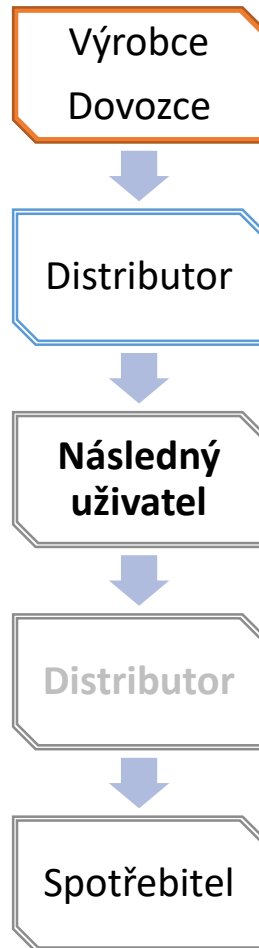 Výrobce
Dovozce
Distributor
Následný
uživatel
Distributor
Spotřebitel